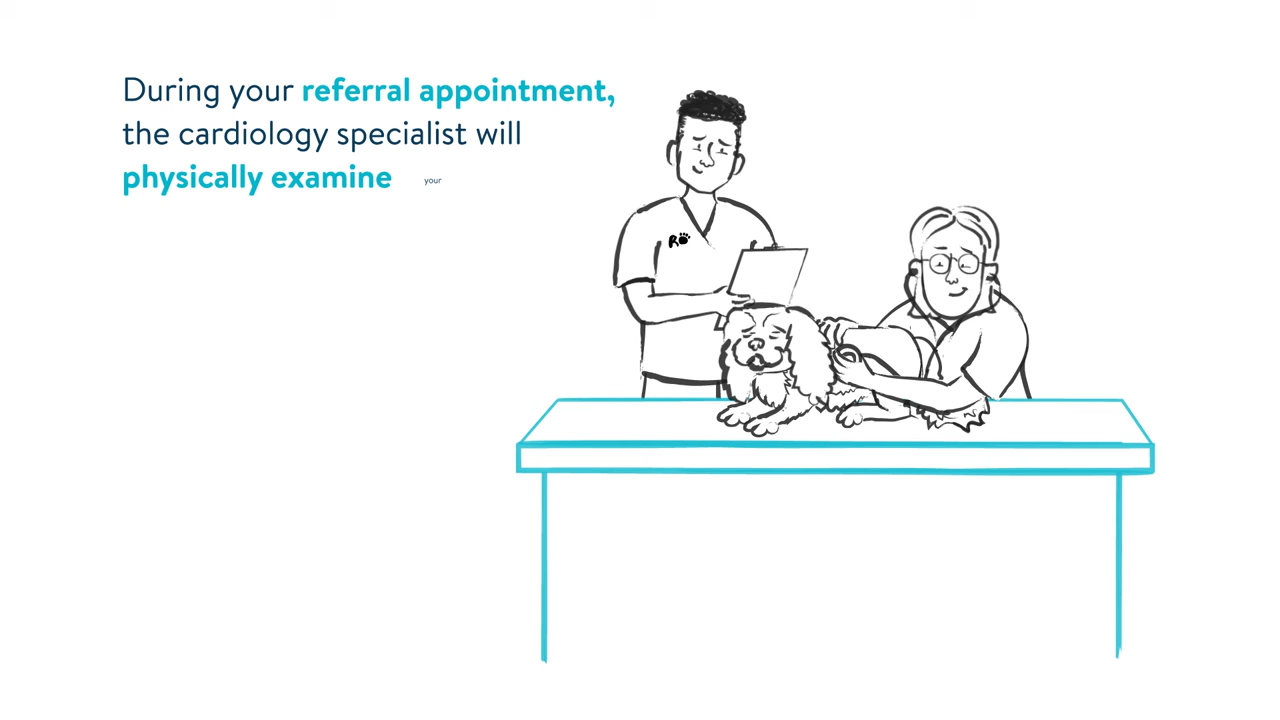 During your referral appointment,
the cardiology specialist will
physically examine your
R